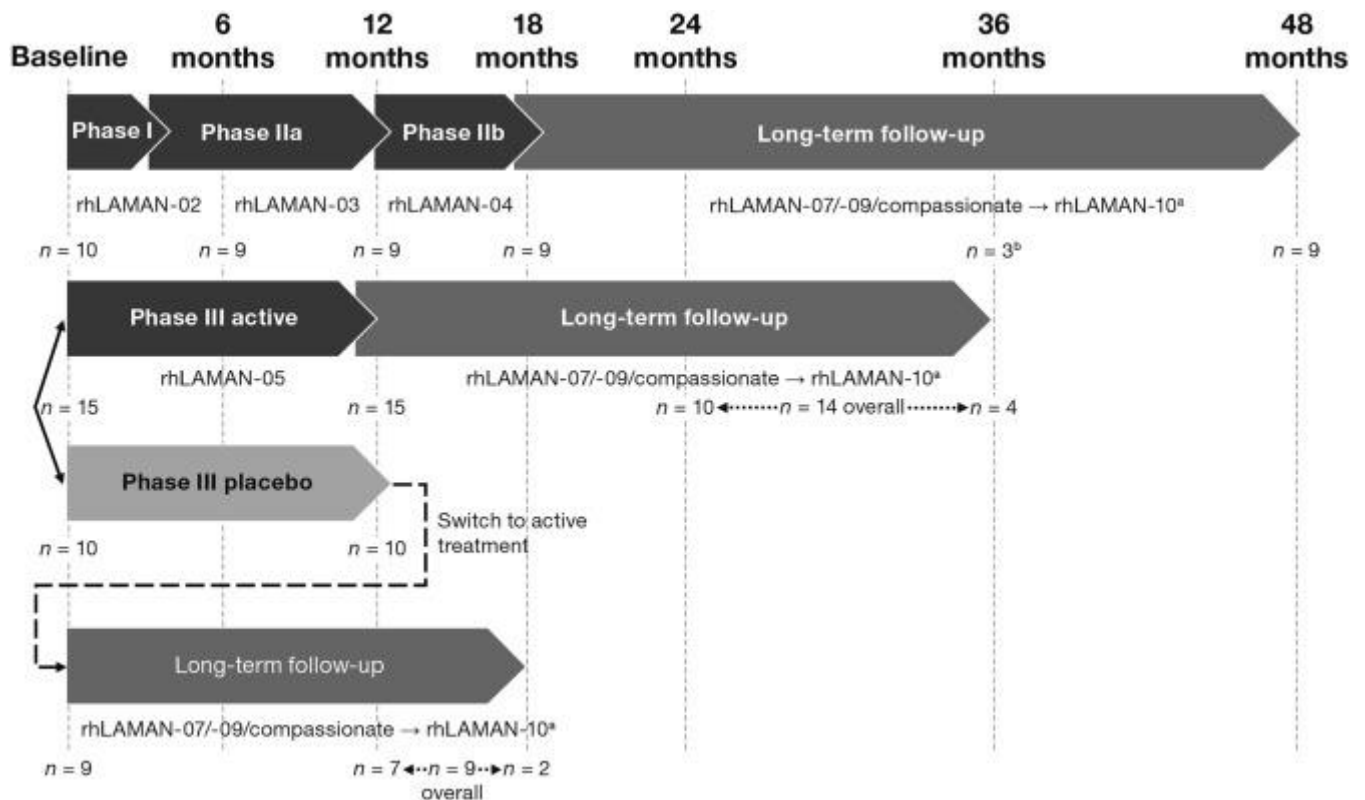 6 12 18 24 36 48
Baseline months months months months months months
Phase I Phase IIa Phase IIb Long-term follow-up
rhLAMAN-02 rhLAMAN-03 rhLAMAN-04 rhLAMAN-07/-09/compassionate → rhLAMAN-10ᵃ
n = 10 n = 9 n = 9 n = 9 n = 3ᵇ n = 9
Phase III active Long-term follow-up
rhLAMAN-05 rhLAMAN-07/-09/compassionate → rhLAMAN-10ᵃ
n = 15 n = 15 n = 10 n = 14 overall n = 4
Phase III placebo
Switch to active
treatment
n = 10 n = 10
Long-term follow-up
rhLAMAN-07/-09/compassionate → rhLAMAN-10ᵃ
n = 9 n = 7 n = 9 n = 2
overall